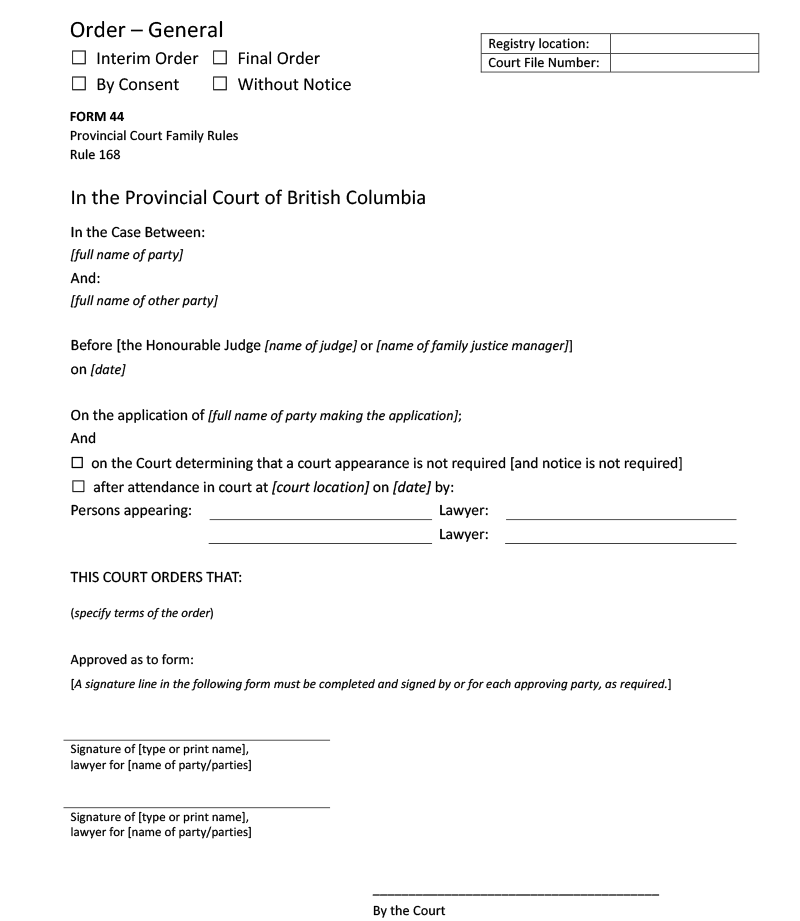 Order – General
☐ Interim Order ☐ Final Order
☐ By Consent ☐ Without Notice
Registry location:
Court File Number:
FORM 44
Provincial Court Family Rules
Rule 168
In the Provincial Court of British Columbia
In the Case Between:
[full name of party]
And:
[full name of other party]
Before [the Honourable Judge [name of judge] or [name of family justice manager]]
on [date]
On the application of [full name of party making the application];
And
☐ on the Court determining that a court appearance is not required [and notice is not required]
☐ after attendance in court at [court location] on [date] by:
Persons appearing: Lawyer:
Lawyer:
THIS COURT ORDERS THAT:
(specify terms of the order)
Approved as to form:
[A signature line in the following form must be completed and signed by or for each approving party, as required.]
Signature of [type or print name],
lawyer for [name of party/parties]
Signature of [type or print name],
lawyer for [name of party/parties]
By the Court